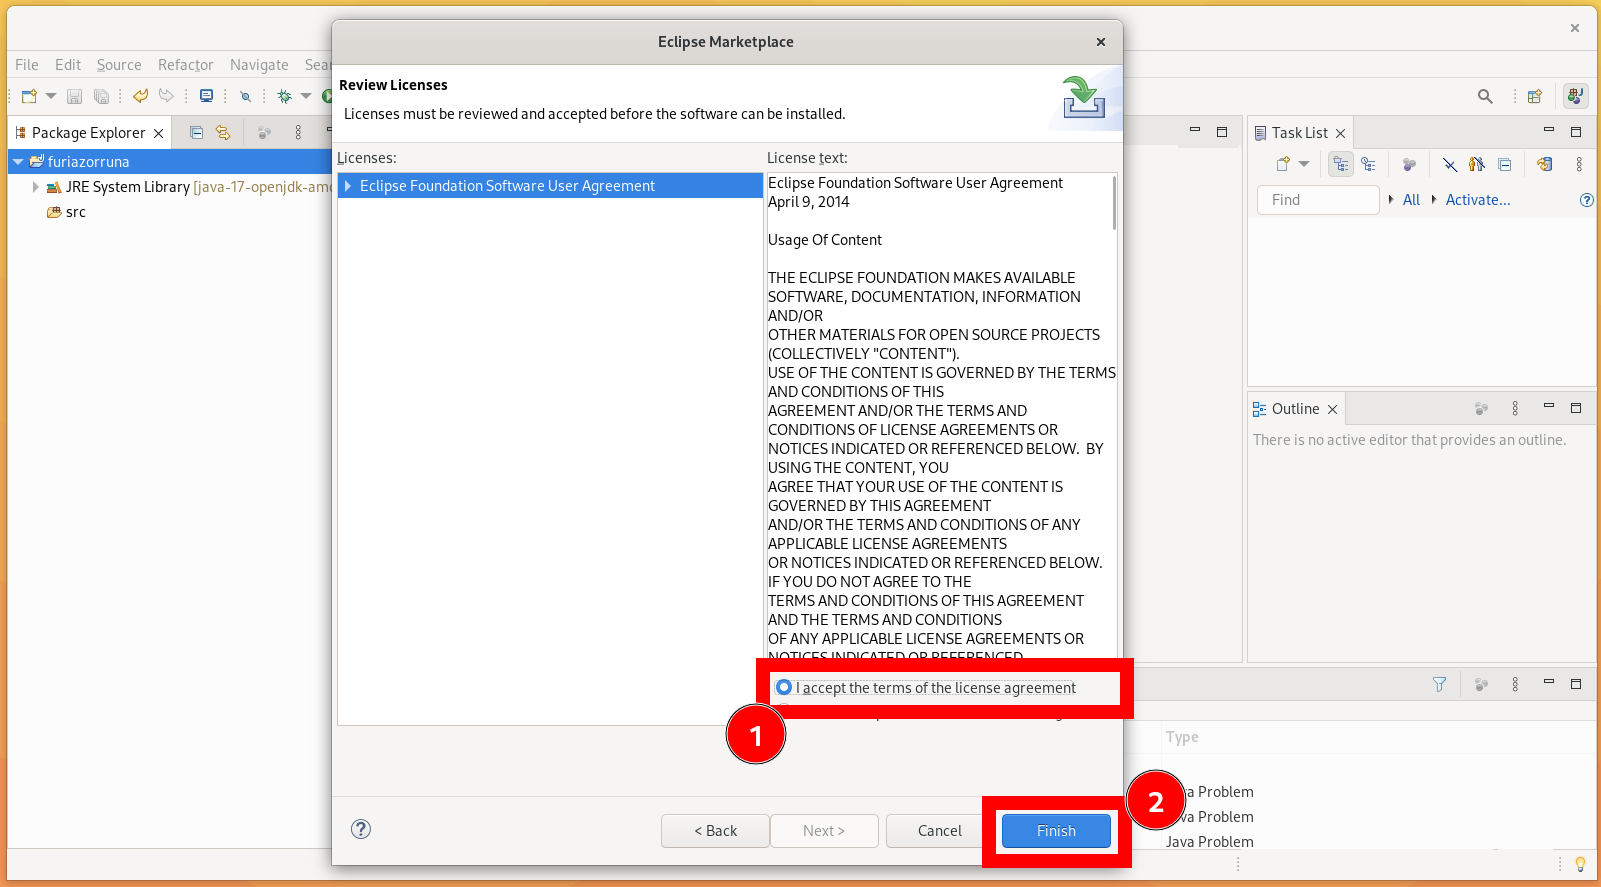 Eclipse Marketplace
File Edit Source Refactor Navigate
Review Licenses
Licenses must be reviewed and accepted before the software can be installed.
Package Explorer
furiazorruna
JRE System Library
src
Licenses:
Eclipse Foundation Software User Agreement
License text:
Eclipse Foundation Software User Agreement
April 9, 2014
Usage Of Content
THE ECLIPSE FOUNDATION MAKES AVAILABLE
SOFTWARE, DOCUMENTATION, INFORMATION
AND/OR
OTHER MATERIALS FOR OPEN SOURCE PROJECTS
(COLLECTIVELY "CONTENT").
USE OF THE CONTENT IS GOVERNED BY THE TERMS
AND CONDITIONS OF THIS
AGREEMENT AND/OR THE TERMS AND
CONDITIONS OF LICENSE AGREEMENTS OR
NOTICES INDICATED OR REFERENCED BELOW.  BY
USING THE CONTENT, YOU
AGREE THAT YOUR USE OF THE CONTENT IS
GOVERNED BY THIS AGREEMENT
AND/OR THE TERMS AND CONDITIONS OF ANY
APPLICABLE LICENSE AGREEMENTS
OR NOTICES INDICATED OR REFERENCED BELOW.
IF YOU DO NOT AGREE TO THE
TERMS AND CONDITIONS OF THIS AGREEMENT
AND THE TERMS AND CONDITIONS
OF ANY APPLICABLE LICENSE AGREEMENTS OR
NOTICES INDICATED OR REFERENCED
I accept the terms of the license agreement
1
< Back Next > Cancel Finish
2
Task List
Find All Activate...
Outline
There is no active editor that provides an outline.
Type
Problem
Problem
Java Problem